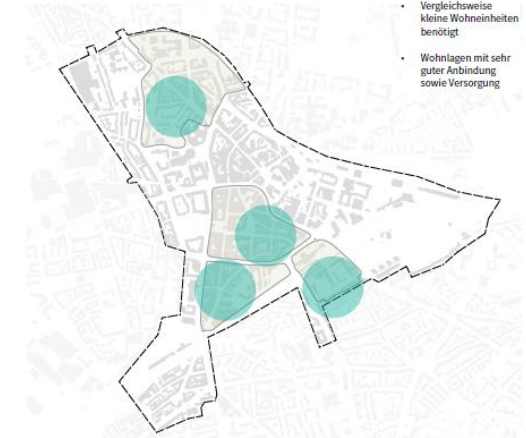 • Vergleichsweise
kleine Wohneinheiten
benötigt
• Wohnlagen mit sehr
guter Anbindung
sowie Versorgung